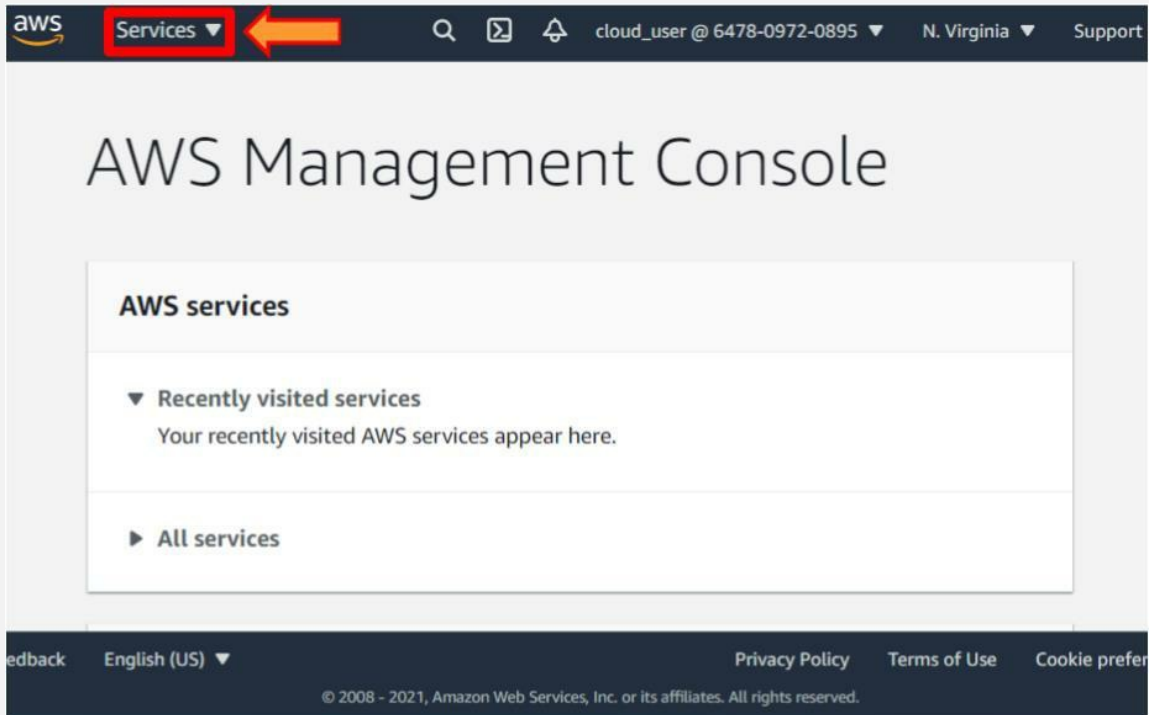 aws Services cloud_user @ 6478-0972-0895 N. Virginia Support
AWS Management Console
AWS services
Recently visited services
Your recently visited AWS services appear here.
All services
edback English (US) Privacy Policy Terms of Use Cookie prefer
© 2008 - 2021, Amazon Web Services, Inc. or its affiliates. All rights reserved.